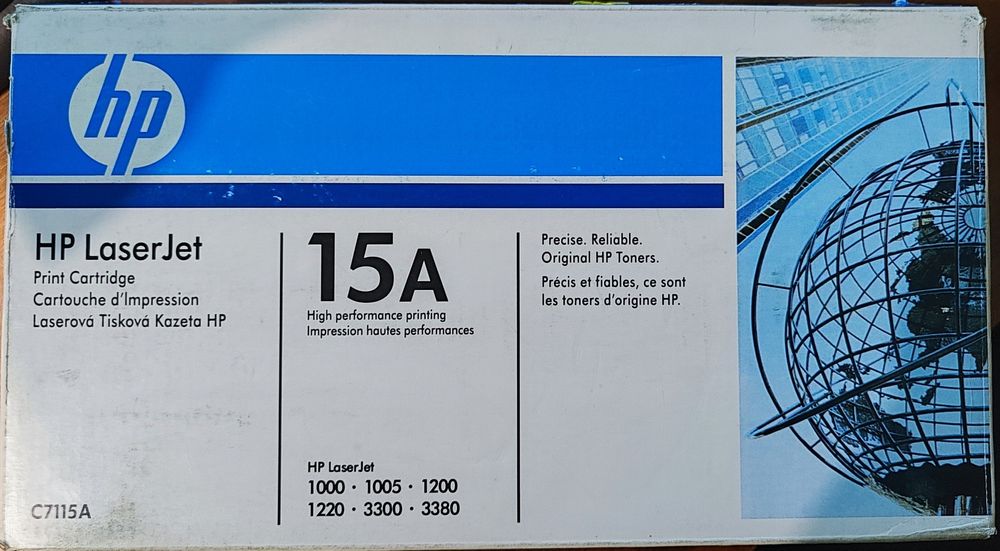 hp
HP LaserJet
Print Cartridge
Cartouche d'Impression
Laserová Tisková Kazeta HP
C7115A
15A
High performance printing
Impression hautes performances
HP LaserJet
1000 · 1005 · 1200
1220 · 3300 · 3380
Precise. Reliable.
Original HP Toners.
Précis et fiables, ce sont
les toners d'origine HP.